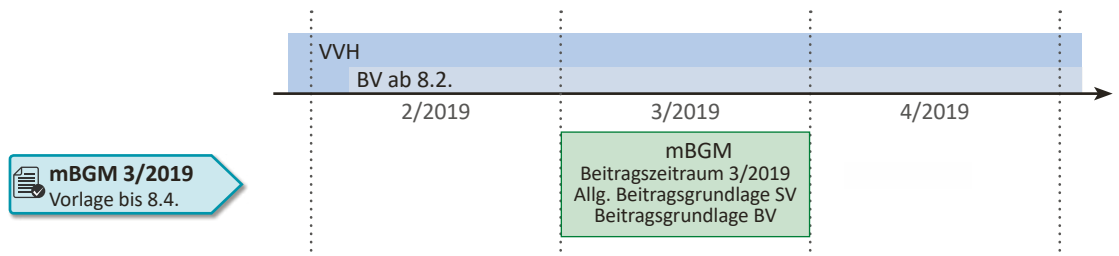 VVH
BV ab 8.2.
2/2019
3/2019
4/2019
mBGM 3/2019
Vorlage bis 8.4.
mBGM
Beitragszeitraum 3/2019
Allg. Beitragsgrundlage SV
Beitragsgrundlage BV